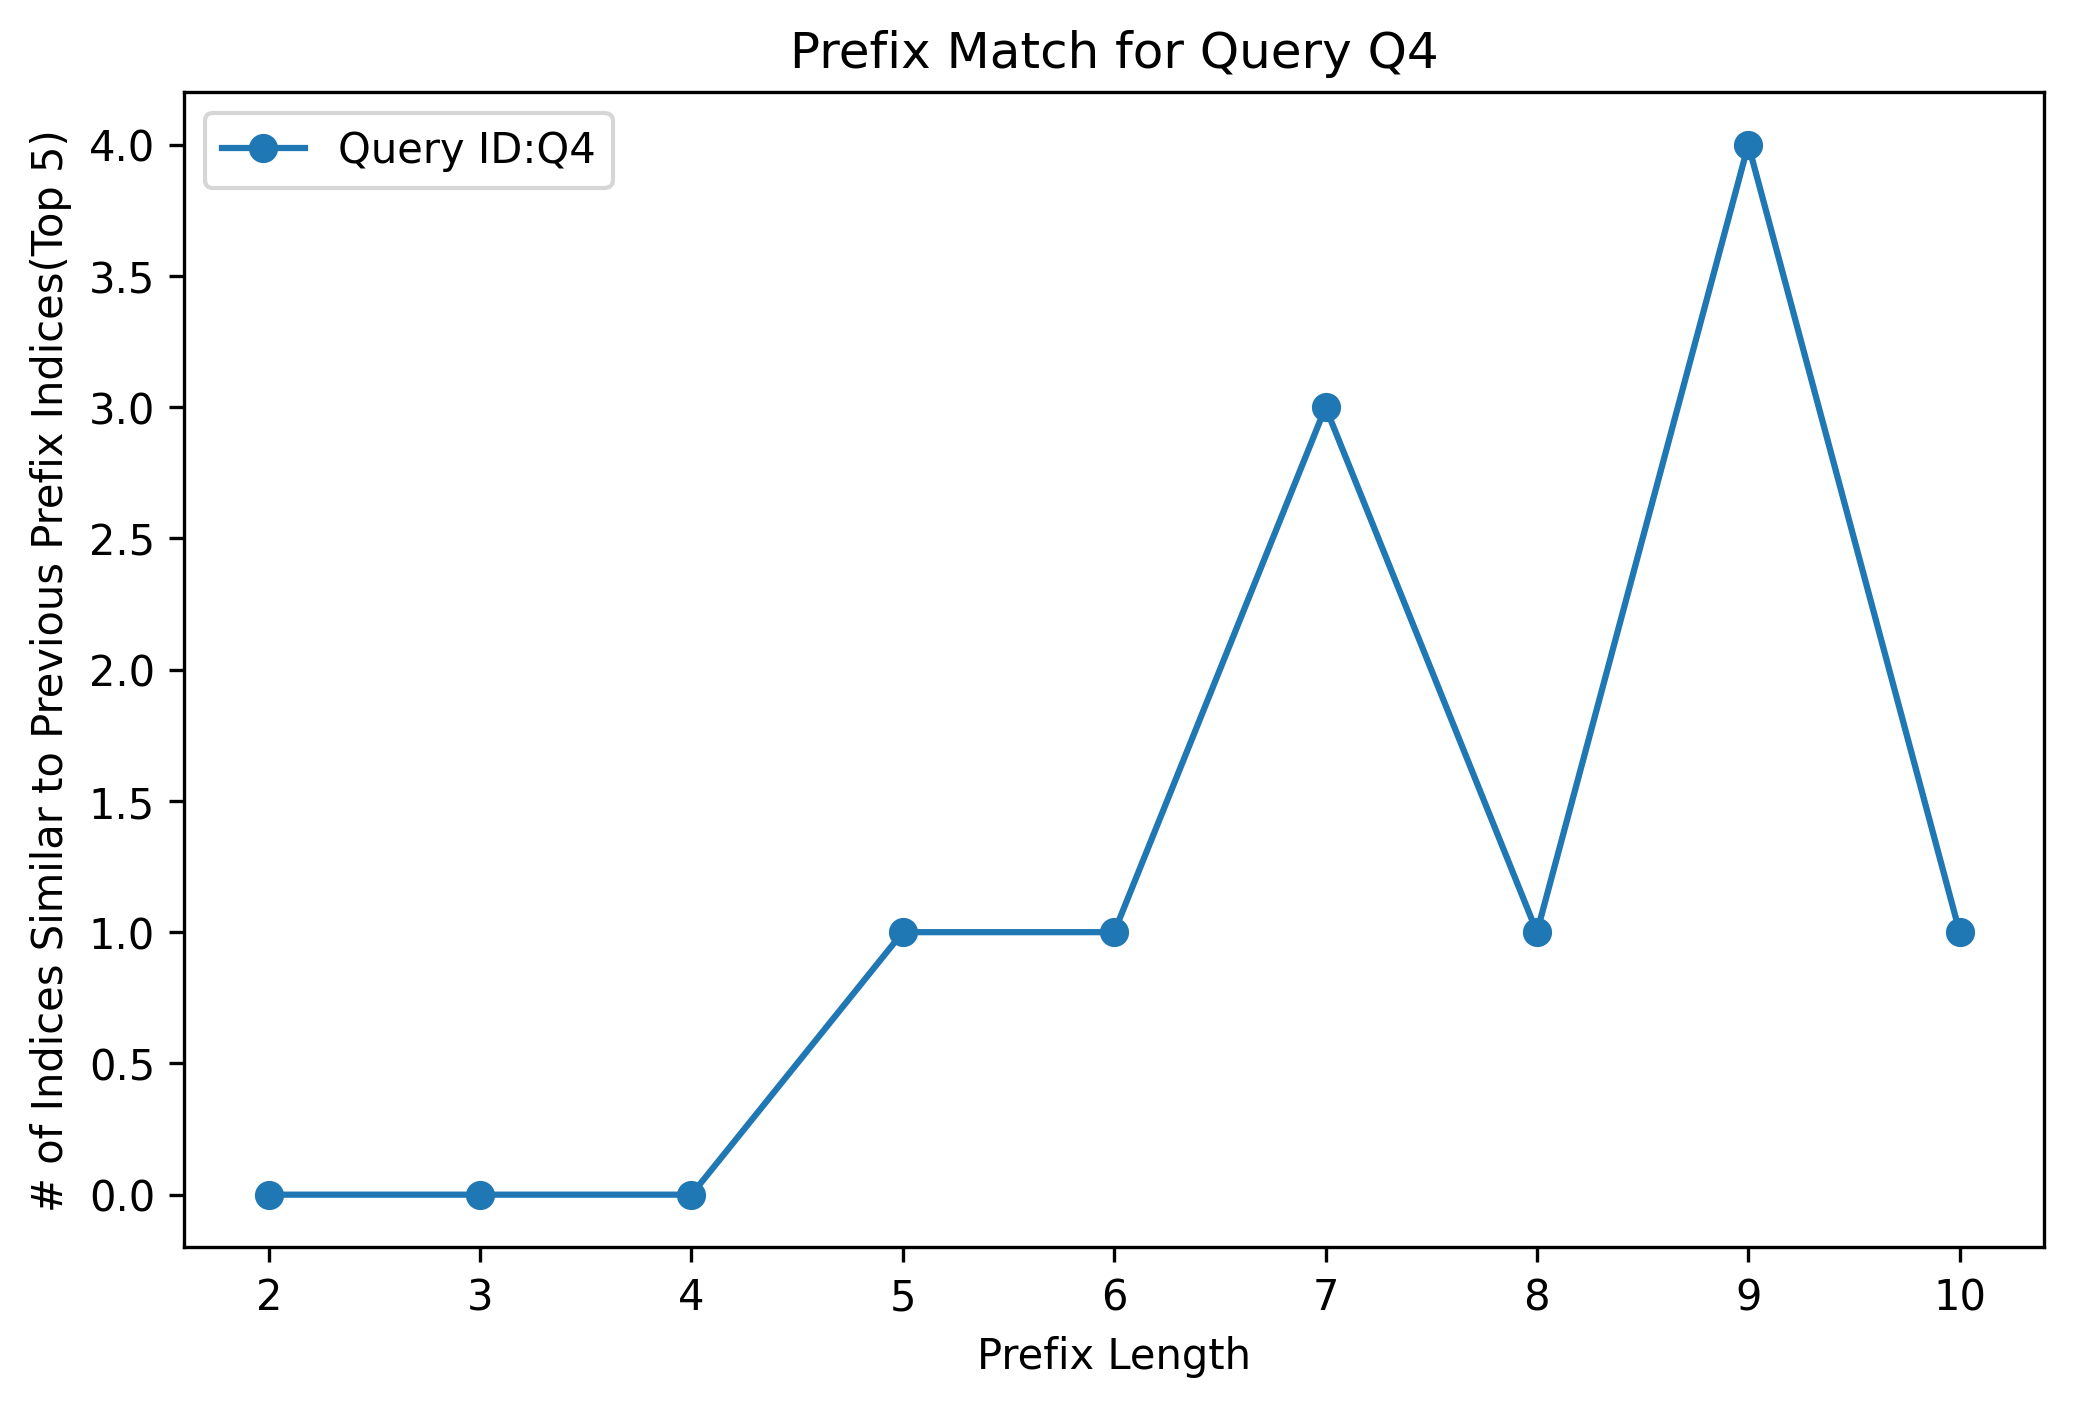 Prefix Match for Query Q4
Query ID:Q4
# of Indices Similar to Previous Prefix Indices(Top 5)
4.0
3.5
3.0
2.5
2.0
1.5
1.0
0.5
0.0
2 3 4 5 6 7 8 9 10
Prefix Length